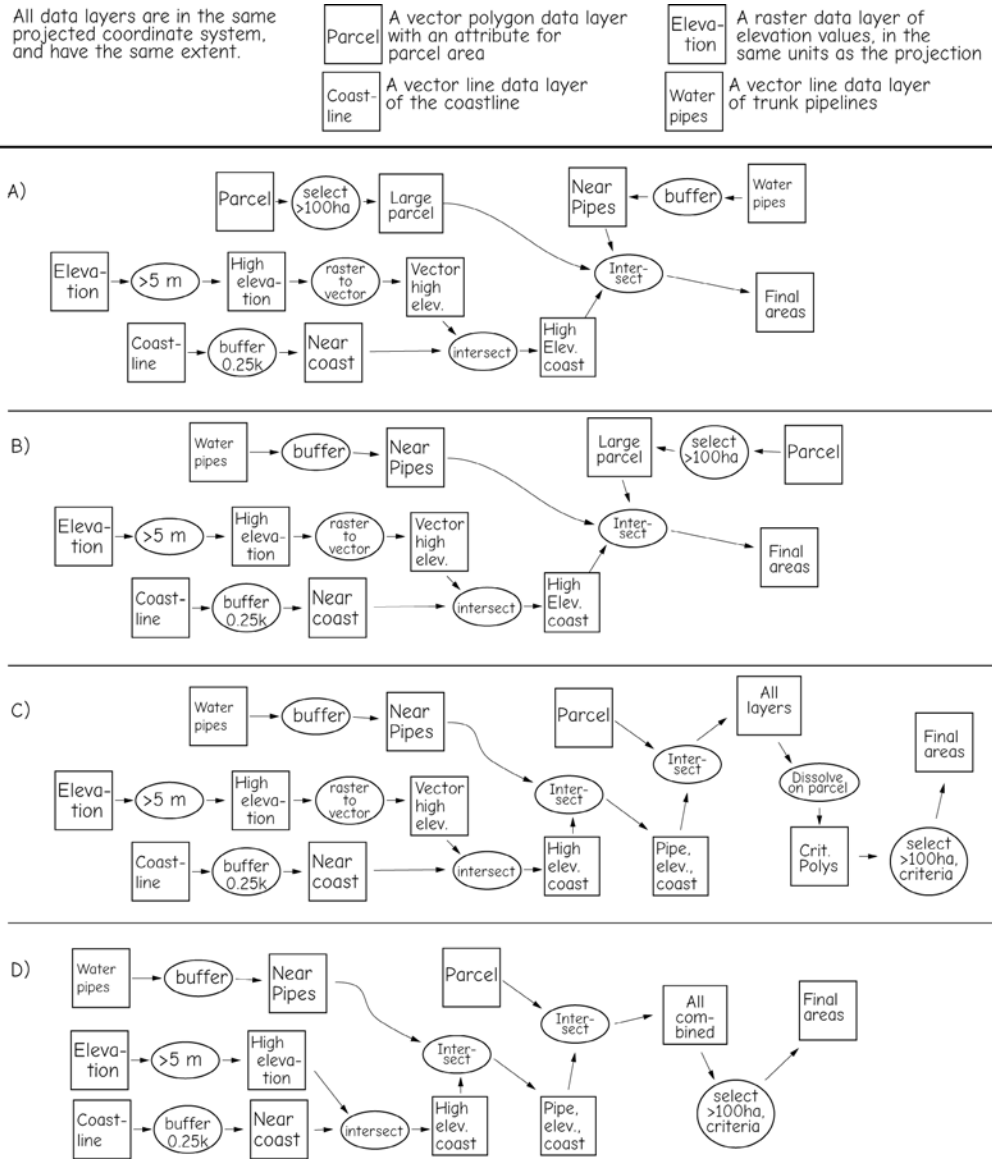 All data layers are in the same
projected coordinate system,
and have the same extent.
Parcel
A vector polygon data layer
with an attribute for
parcel area
Coast-
line
A vector line data layer
of the coastline
Eleva-
tion
A raster data layer of
elevation values, in the
same units as the projection
Water
pipes
A vector line data layer
of trunk pipelines
A)
Parcel
select
>100ha
Large
parcel
Near
Pipes
buffer
Water
pipes
Eleva-
tion
>5 m
High
eleva-
tion
raster
to
vector
Vector
high
elev.
Inter-
sect
Final
areas
Coast-
line
buffer
0.25k
Near
coast
intersect
High
Elev.
coast
B)
Water
pipes
buffer
Near
Pipes
Large
parcel
select
>100ha
Parcel
Eleva-
tion
>5 m
High
eleva-
tion
raster
to
vector
Vector
high
elev.
Inter-
sect
Final
areas
Coast-
line
buffer
0.25k
Near
coast
intersect
High
Elev.
coast
C)
Water
pipes
buffer
Near
Pipes
Parcel
All
layers
Inter-
sect
Final
areas
Eleva-
tion
>5 m
High
eleva-
tion
raster
to
vector
Vector
high
elev.
Inter-
sect
Dissolve
on parcel
Coast-
line
buffer
0.25k
Near
coast
intersect
High
elev.
coast
Pipe,
elev.,
coast
Crit.
Polys
select
>100ha,
criteria
D)
Water
pipes
buffer
Near
Pipes
Parcel
Inter-
sect
All
com-
bined
Final
areas
Eleva-
tion
>5 m
High
eleva-
tion
Inter-
sect
Coast-
line
buffer
0.25k
Near
coast
intersect
High
elev.
coast
Pipe,
elev.,
coast
select
>100ha,
criteria